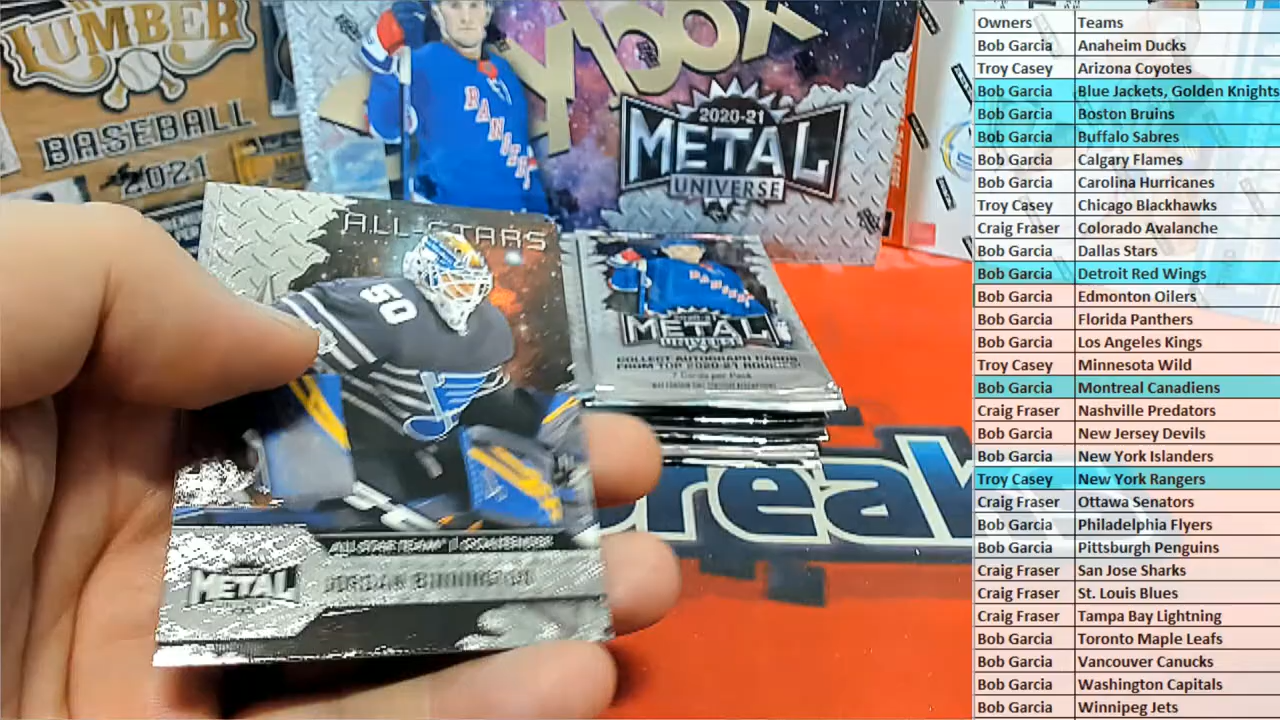 LUMBER
BASEBALL
2021
2020-21
METAL
UNIVERSE
RANGERS
ALL-STARS
50
ALL-STAR TEAM | GOALTENDER
METAL
JORDAN BINNINGTON
METAL
UNIVERSE
COLLECT AUTOGRAPH CARDS
FROM TOP 2020-21 ROOKIES!
7 Cards per Pack
break
Owners Teams
Bob Garcia Anaheim Ducks
Troy Casey Arizona Coyotes
Bob Garcia Blue Jackets, Golden Knights
Bob Garcia Boston Bruins
Bob Garcia Buffalo Sabres
Bob Garcia Calgary Flames
Bob Garcia Carolina Hurricanes
Troy Casey Chicago Blackhawks
Craig Fraser Colorado Avalanche
Bob Garcia Dallas Stars
Bob Garcia Detroit Red Wings
Bob Garcia Edmonton Oilers
Bob Garcia Florida Panthers
Bob Garcia Los Angeles Kings
Troy Casey Minnesota Wild
Bob Garcia Montreal Canadiens
Craig Fraser Nashville Predators
Bob Garcia New Jersey Devils
Bob Garcia New York Islanders
Troy Casey New York Rangers
Craig Fraser Ottawa Senators
Bob Garcia Philadelphia Flyers
Bob Garcia Pittsburgh Penguins
Craig Fraser San Jose Sharks
Craig Fraser St. Louis Blues
Craig Fraser Tampa Bay Lightning
Bob Garcia Toronto Maple Leafs
Bob Garcia Vancouver Canucks
Bob Garcia Washington Capitals
Bob Garcia Winnipeg Jets